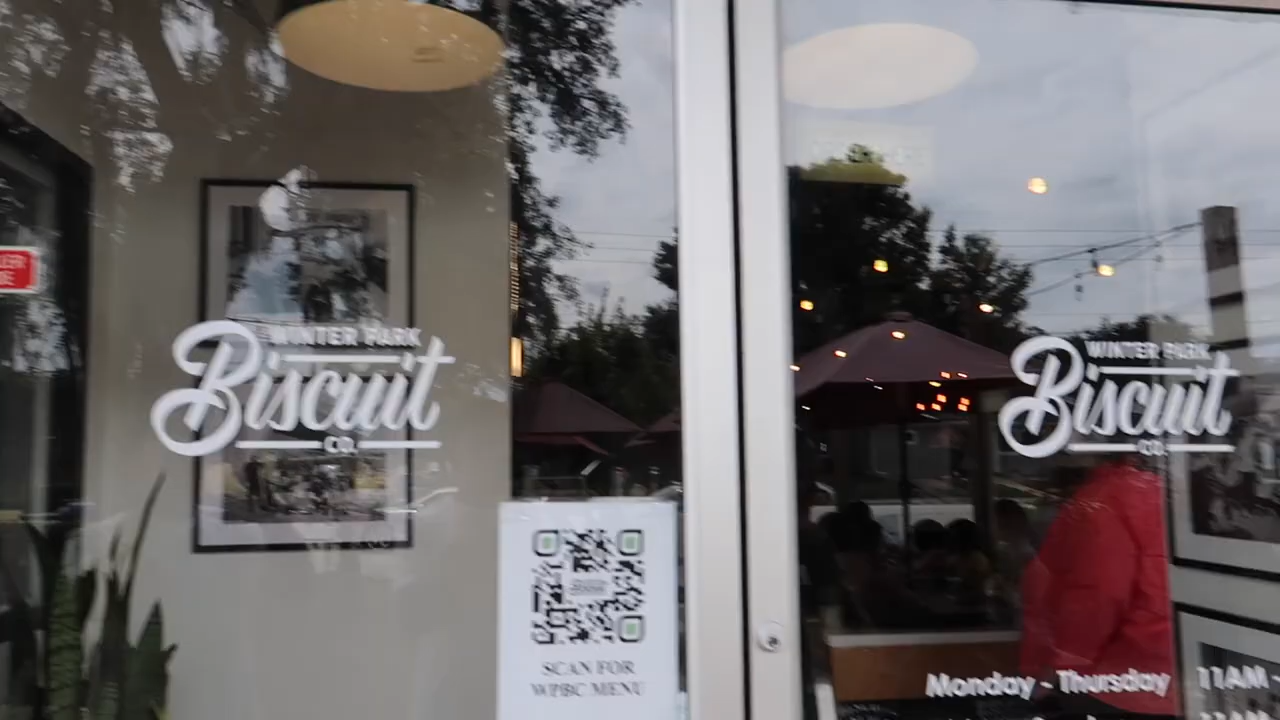 WINTER PARK
Biscuit
CO.
WINTER PARK
Biscuit
CO.
SCAN FOR
WPBC MENU
Monday - Thursday 11AM -